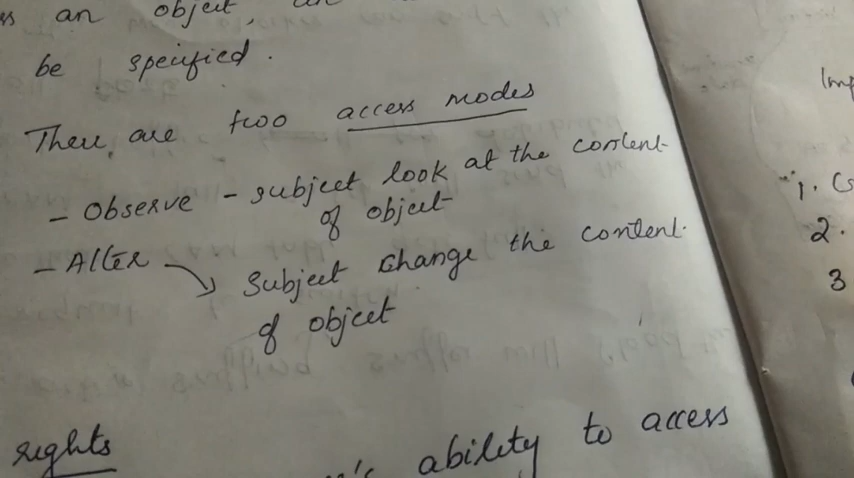 an object,
be specified.
There are two access modes
- Observe - subject look at the content
of object
- Alter → subject change the content.
of object
rights
ability to access
1.
2.
3